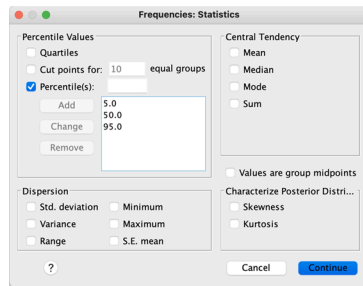 Frequencies: Statistics
Percentile Values
Quartiles
Cut points for: 10 equal groups
Percentile(s):
Add
Change
Remove
5.0
50.0
95.0
Central Tendency
Mean
Median
Mode
Sum
Values are group midpoints
Dispersion
Std. deviation Minimum
Variance Maximum
Range S.E. mean
Characterize Posterior Distri...
Skewness
Kurtosis
?
Cancel Continue